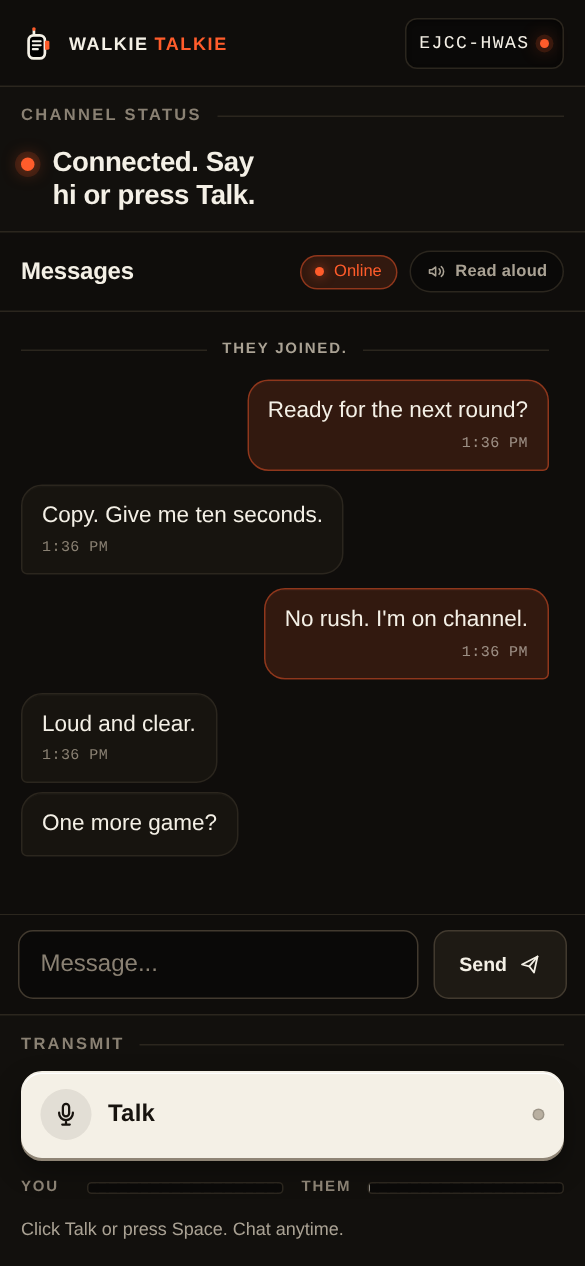 WALKIE TALKIE
EJCC-HWAS
CHANNEL STATUS
Connected. Say
hi or press Talk.
Messages
Online
Read aloud
THEY JOINED.
Ready for the next round?
1:36 PM
Copy. Give me ten seconds.
1:36 PM
No rush. I'm on channel.
1:36 PM
Loud and clear.
1:36 PM
One more game?
Message...
Send
TRANSMIT
Talk
YOU
THEM
Click Talk or press Space. Chat anytime.